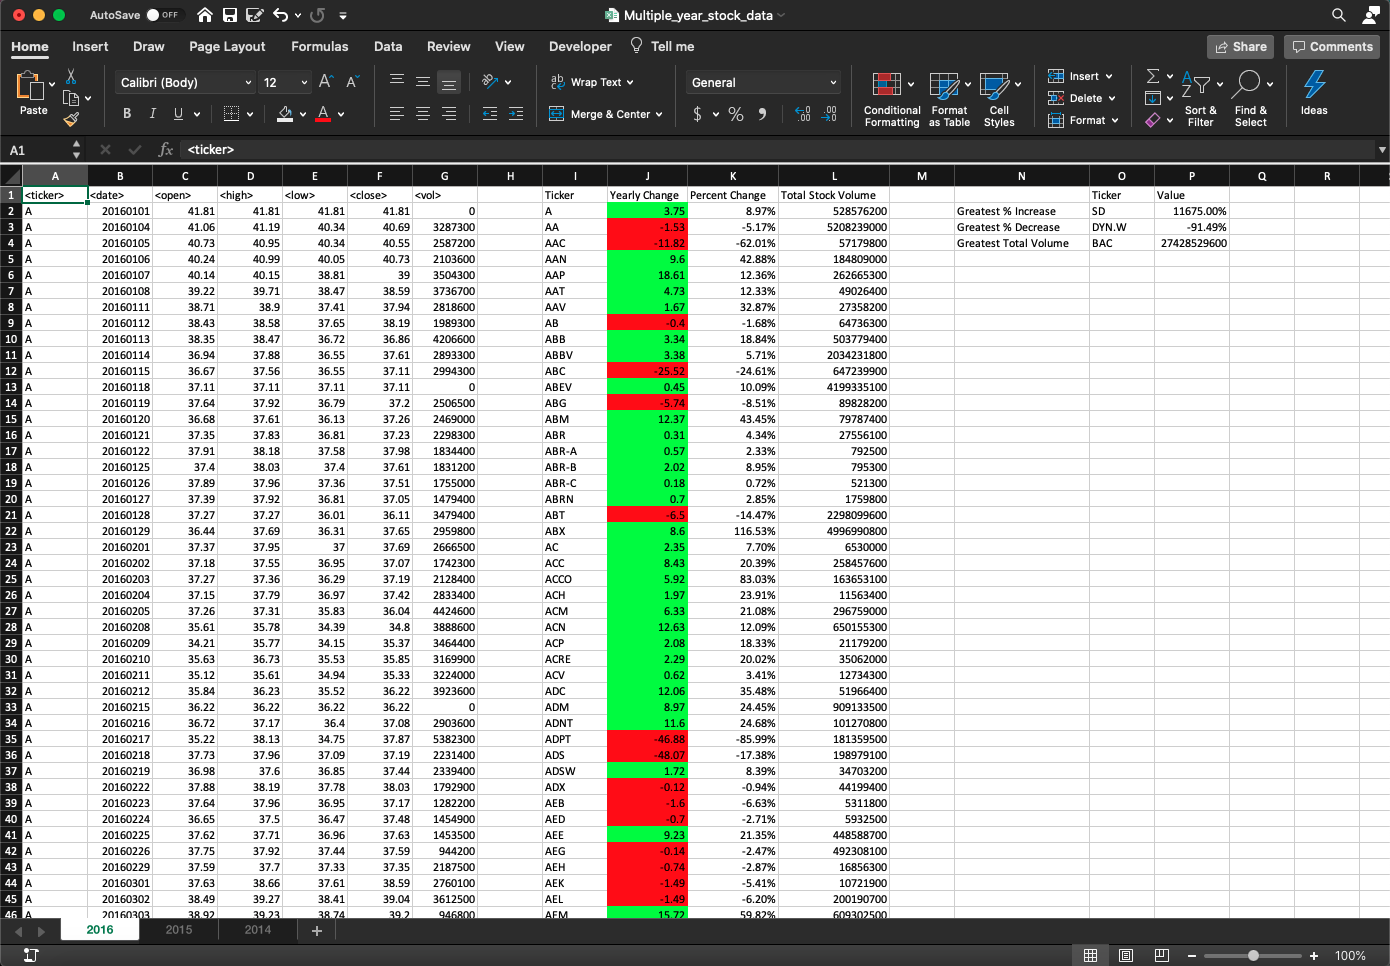 AutoSave OFF Multiple_year_stock_data
Home Insert Draw Page Layout Formulas Data Review View Developer Tell me Share Comments
Paste Calibri (Body) 12 A A Wrap Text General Insert
B I U A Merge & Center $ % Conditional Formatting Format as Table Cell Styles Delete Format Sort & Filter Find & Select Ideas
A1 fx <ticker>
A B C D E F G H I J K L M N O P Q R
1 <ticker> <date> <open> <high> <low> <close> <vol> Ticker Yearly Change Percent Change Total Stock Volume Ticker Value
2 A 20160101 41.81 41.81 41.81 41.81 0 A 3.75 8.97% 528576200 Greatest % Increase SD 11675.00%
3 A 20160104 41.06 41.19 40.34 40.69 3287300 AA -1.53 -5.17% 5208239000 Greatest % Decrease DYN.W -91.49%
4 A 20160105 40.73 40.95 40.34 40.55 2587200 AAC -11.82 -62.01% 57179800 Greatest Total Volume BAC 27428529600
5 A 20160106 40.24 40.99 40.05 40.73 2103600 AAN 9.6 42.88% 184809000
6 A 20160107 40.14 40.15 38.81 39 3504300 AAP 18.61 12.36% 262665300
7 A 20160108 39.22 39.71 38.47 38.59 3736700 AAT 4.73 12.33% 49026400
8 A 20160111 38.71 38.9 37.41 37.94 2818600 AAV 1.67 32.87% 27358200
9 A 20160112 38.43 38.58 37.65 38.19 1989300 AB -0.4 -1.68% 64736300
10 A 20160113 38.35 38.47 36.72 36.86 4206600 ABB 3.34 18.84% 503779400
11 A 20160114 36.94 37.88 36.55 37.61 2893300 ABBV 3.38 5.71% 2034231800
12 A 20160115 36.67 37.56 36.55 37.11 2994300 ABC -25.52 -24.61% 647239900
13 A 20160118 37.11 37.11 37.11 37.11 0 ABEV 0.45 10.09% 4199335100
14 A 20160119 37.64 37.92 36.79 37.2 2506500 ABG -5.74 -8.51% 89828200
15 A 20160120 36.68 37.61 36.13 37.26 2469000 ABM 12.37 43.45% 79787400
16 A 20160121 37.35 37.83 36.81 37.23 2298300 ABR 0.31 4.34% 27556100
17 A 20160122 37.91 38.18 37.58 37.98 1834400 ABR-A 0.57 2.33% 792500
18 A 20160125 37.4 38.03 37.4 37.61 1831200 ABR-B 2.02 8.95% 795300
19 A 20160126 37.89 37.96 37.36 37.51 1755000 ABR-C 0.18 0.72% 521300
20 A 20160127 37.39 37.92 36.81 37.05 1479400 ABRN 0.7 2.85% 1759800
21 A 20160128 37.27 37.27 36.01 36.11 3479400 ABT -6.5 -14.47% 2298099600
22 A 20160129 36.44 37.69 36.31 37.65 2959800 ABX 8.6 116.53% 4996990800
23 A 20160201 37.37 37.95 37 37.69 2666500 AC 2.35 7.70% 6530000
24 A 20160202 37.18 37.55 36.95 37.07 1742300 ACC 8.43 20.39% 258457600
25 A 20160203 37.27 37.36 36.29 37.19 2128400 ACCO 5.92 83.03% 163653100
26 A 20160204 37.15 37.79 36.97 37.42 2833400 ACH 1.97 23.91% 11563400
27 A 20160205 37.26 37.31 35.83 36.04 4424600 ACM 6.33 21.08% 296759000
28 A 20160208 35.61 35.78 34.39 34.8 3888600 ACN 12.63 12.09% 650155300
29 A 20160209 34.21 35.77 34.15 35.37 3464400 ACP 2.08 18.33% 21179200
30 A 20160210 35.63 36.73 35.53 35.85 3169900 ACRE 2.29 20.02% 35062000
31 A 20160211 35.12 35.61 34.94 35.33 3224000 ACV 0.62 3.41% 12734300
32 A 20160212 35.84 36.23 35.52 36.22 3923600 ADC 12.06 35.48% 51966400
33 A 20160215 36.22 36.22 36.22 36.22 0 ADM 8.97 24.45% 909133500
34 A 20160216 36.72 37.17 36.4 37.08 2903600 ADNT 11.6 24.68% 101270800
35 A 20160217 35.22 38.13 34.75 37.87 5382300 ADPT -46.88 -85.99% 181359500
36 A 20160218 37.73 37.96 37.09 37.19 2231400 ADS -48.07 -17.38% 198979100
37 A 20160219 36.98 37.6 36.85 37.44 2339400 ADSW 1.72 8.39% 34703200
38 A 20160222 37.88 38.19 37.78 38.03 1792900 ADX -0.12 -0.94% 44199400
39 A 20160223 37.64 37.96 36.95 37.17 1282200 AEB -1.6 -6.63% 5311800
40 A 20160224 36.65 37.5 36.47 37.48 1454900 AED -0.7 -2.71% 5932500
41 A 20160225 37.62 37.71 36.96 37.63 1453500 AEE 9.23 21.35% 448588700
42 A 20160226 37.75 37.92 37.44 37.59 944200 AEG -0.14 -2.47% 492308100
43 A 20160229 37.59 37.7 37.33 37.35 2187500 AEH -0.74 -2.87% 16856300
44 A 20160301 37.63 38.66 37.61 38.59 2760100 AEK -1.49 -5.41% 10721900
45 A 20160302 38.49 39.27 38.41 39.04 3612500 AEL -1.49 -6.20% 200190700
46 A 20160303 38.92 39.23 38.74 39.2 946800 AEM 15.72 59.82% 609302500
2016 2015 2014 +
100%